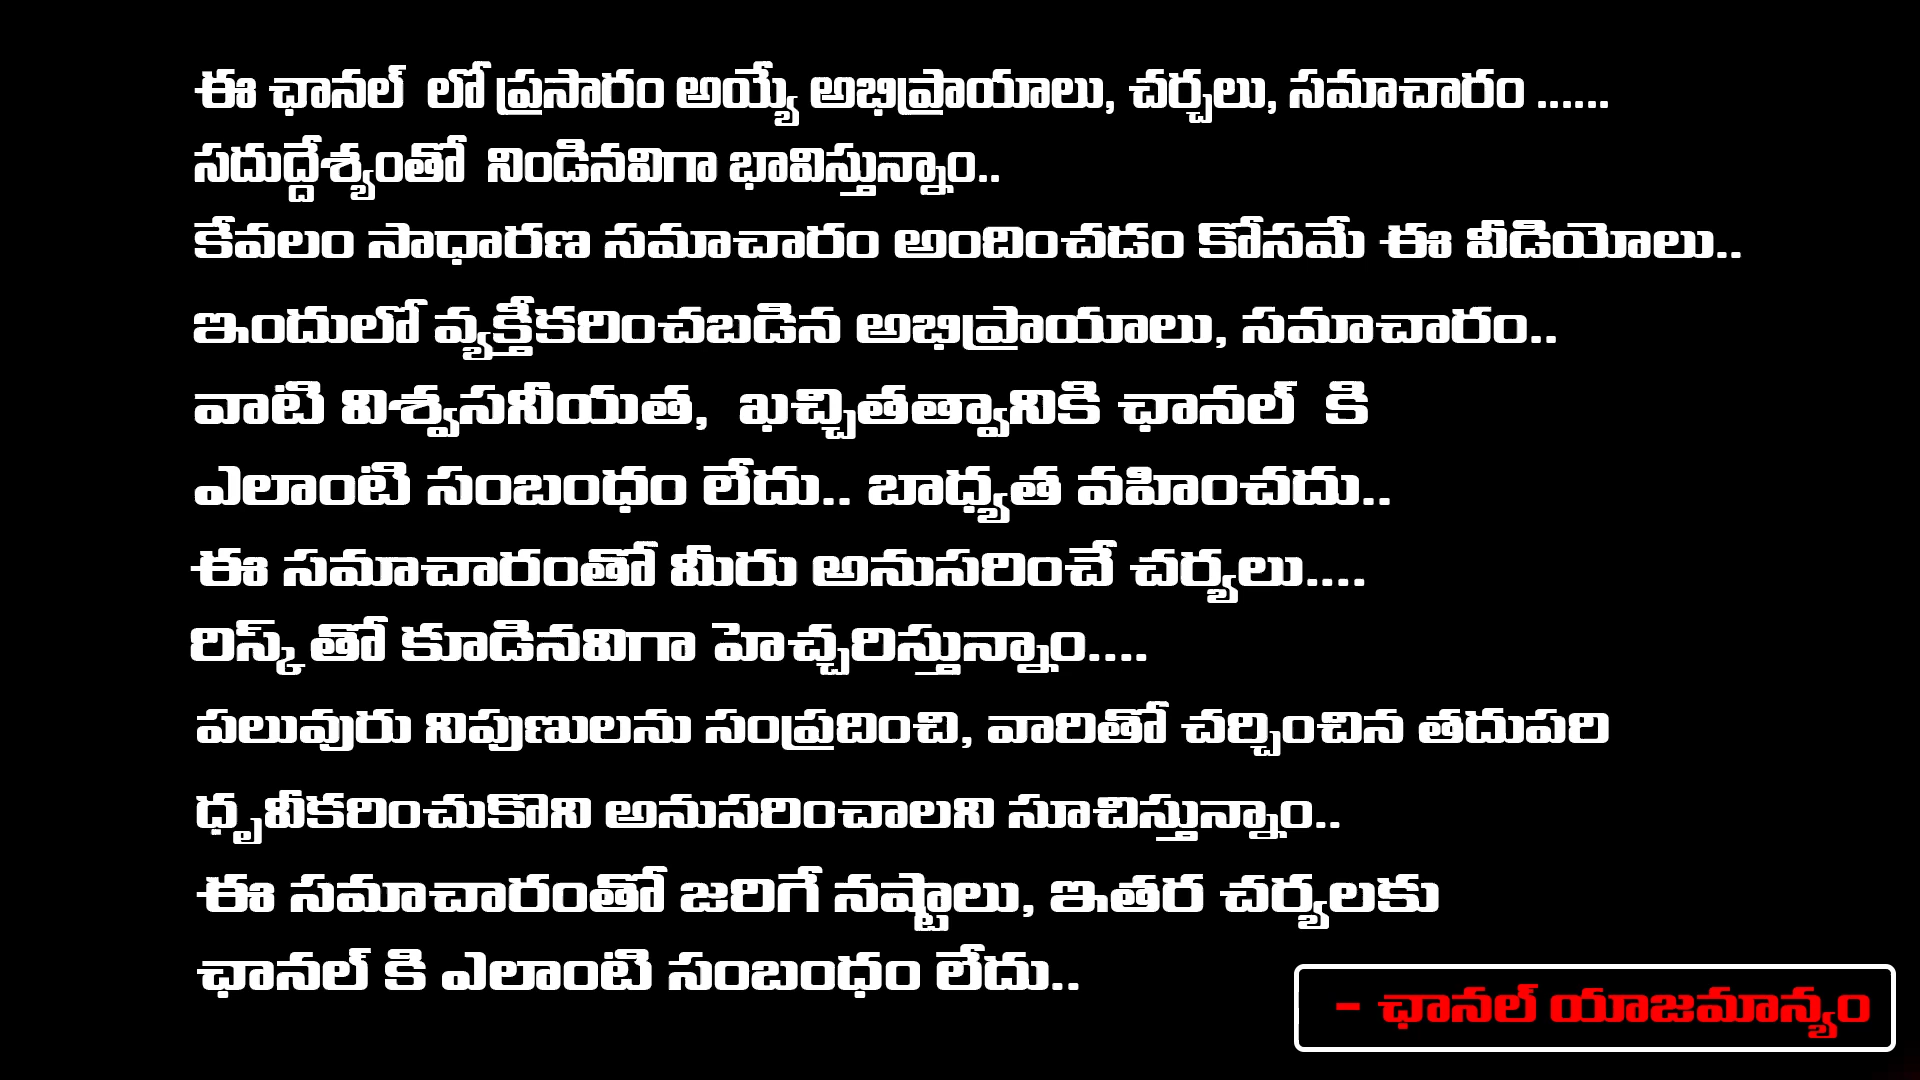 ఈ ఛానల్ లో ప్రసారం అయ్యే అభిప్రాయాలు, చర్చలు, సమాచారం ......
సదుద్దేశ్యంతో నిండినవిగా భావిస్తున్నాం..
కేవలం సాధారణ సమాచారం అందించడం కోసమే ఈ వీడియోలు..
ఇందులో వ్యక్తీకరించబడిన అభిప్రాయాలు, సమాచారం..
వాటి విశ్వసనీయత, ఖచ్చితత్వానికి ఛానల్ కి
ఎలాంటి సంబంధం లేదు.. బాధ్యత వహించదు..
ఈ సమాచారంతో మీరు అనుసరించే చర్యలు....
రిస్క్ తో కూడినవిగా హెచ్చరిస్తున్నాం....
పలువురు నిపుణులను సంప్రదించి, వారితో చర్చించిన తదుపరి
ధృవీకరించుకొని అనుసరించాలని సూచిస్తున్నాం..
ఈ సమాచారంతో జరిగే నష్టాలు, ఇతర చర్యలకు
ఛానల్ కి ఎలాంటి సంబంధం లేదు..
- ఛానల్ యాజమాన్యం